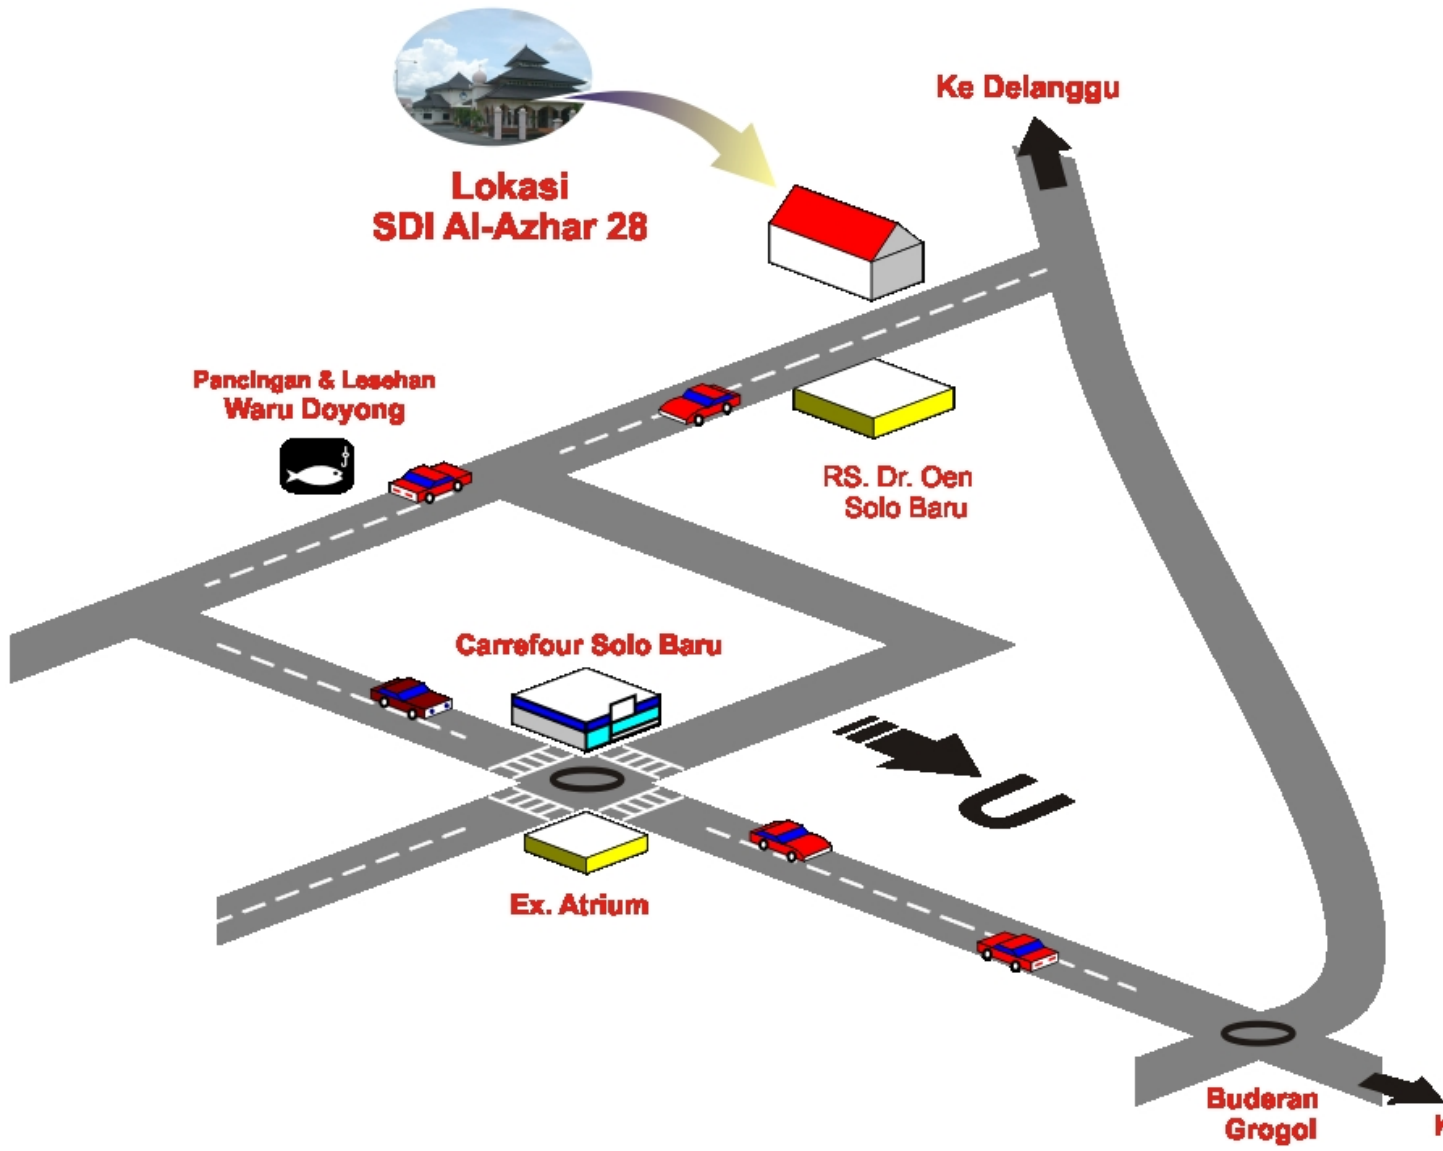 Ke Delanggu
Lokasi
SDI Al-Azhar 28
Pancingan & Lesehan
Waru Doyong
RS. Dr. Oen
Solo Baru
Carrefour Solo Baru
U
Ex. Atrium
Buderan
Grogol